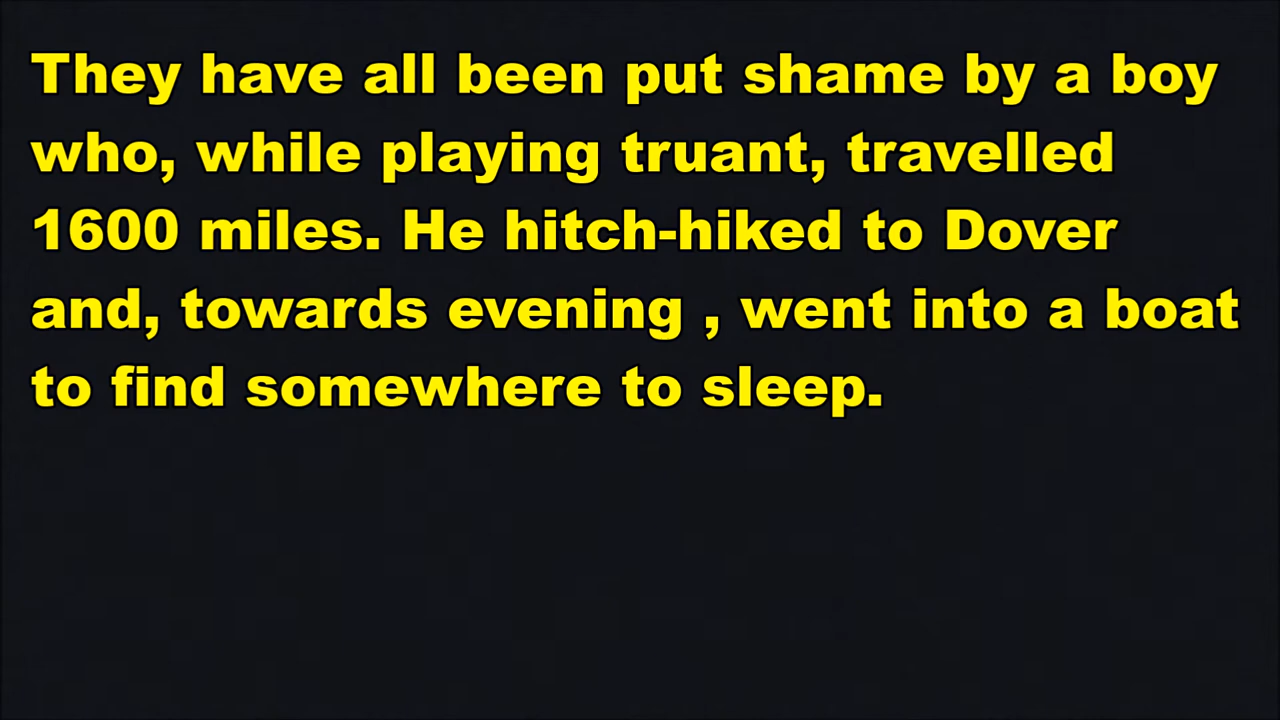 They have all been put shame by a boy
who, while playing truant, travelled
1600 miles. He hitch-hiked to Dover
and, towards evening , went into a boat
to find somewhere to sleep.